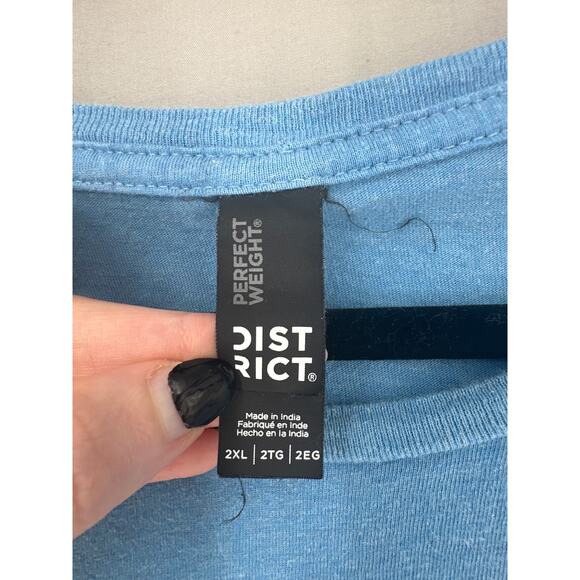 PERFECT
WEIGHT®
DIST
RICT®
Made in India
Fabriqué en Inde
Hecho en la India
2XL | 2TG | 2EG